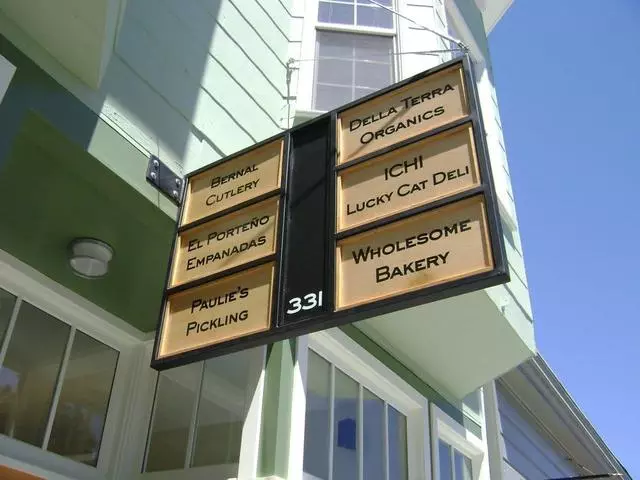 Bernal
Cutlery
El Porteño
Empanadas
Paulie's
Pickling
331
Della Terra
Organics
ICHI
Lucky Cat Deli
Wholesome
Bakery